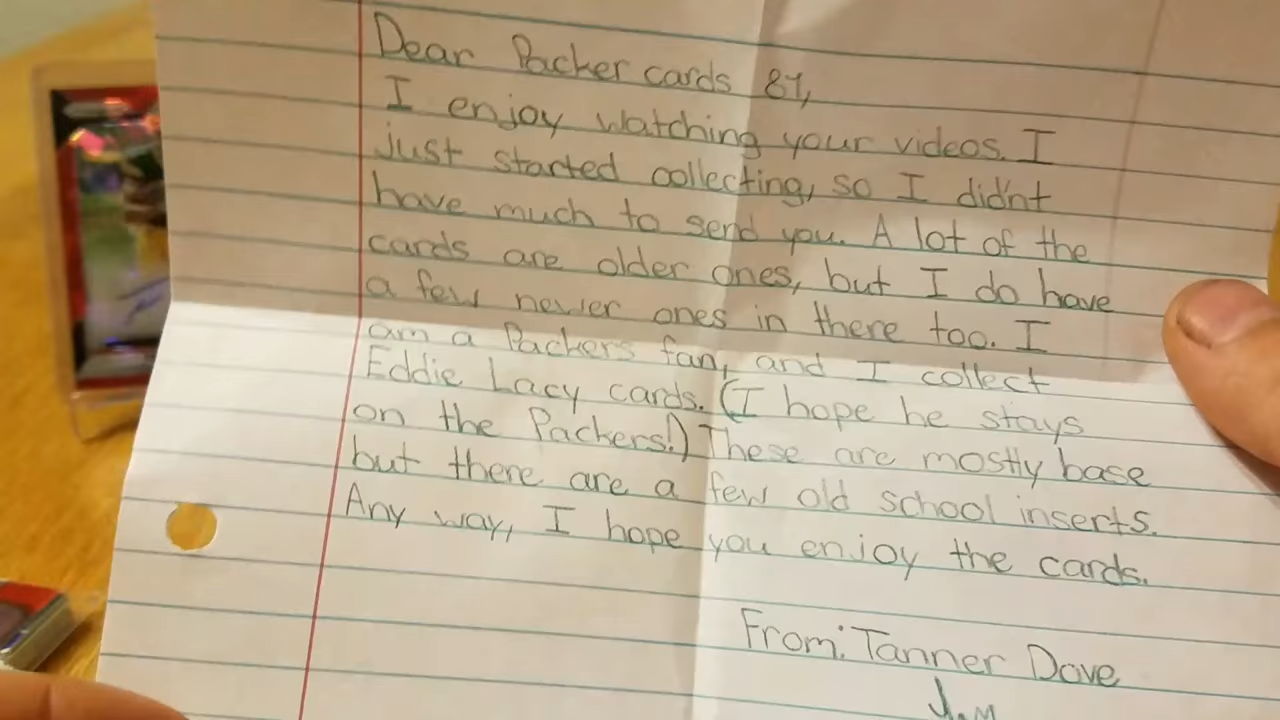 Dear Packer cards 87,
I enjoy watching your videos. I
just started collecting, so I didn't
have much to send you. A lot of the
cards are older ones, but I do have
a few newer ones in there too. I
am a Packers fan, and I collect
Eddie Lacy cards. (I hope he stays
on the Packers!) These are mostly base
but there are a few old school inserts.
Any way, I hope you enjoy the cards.
From: Tanner Dove